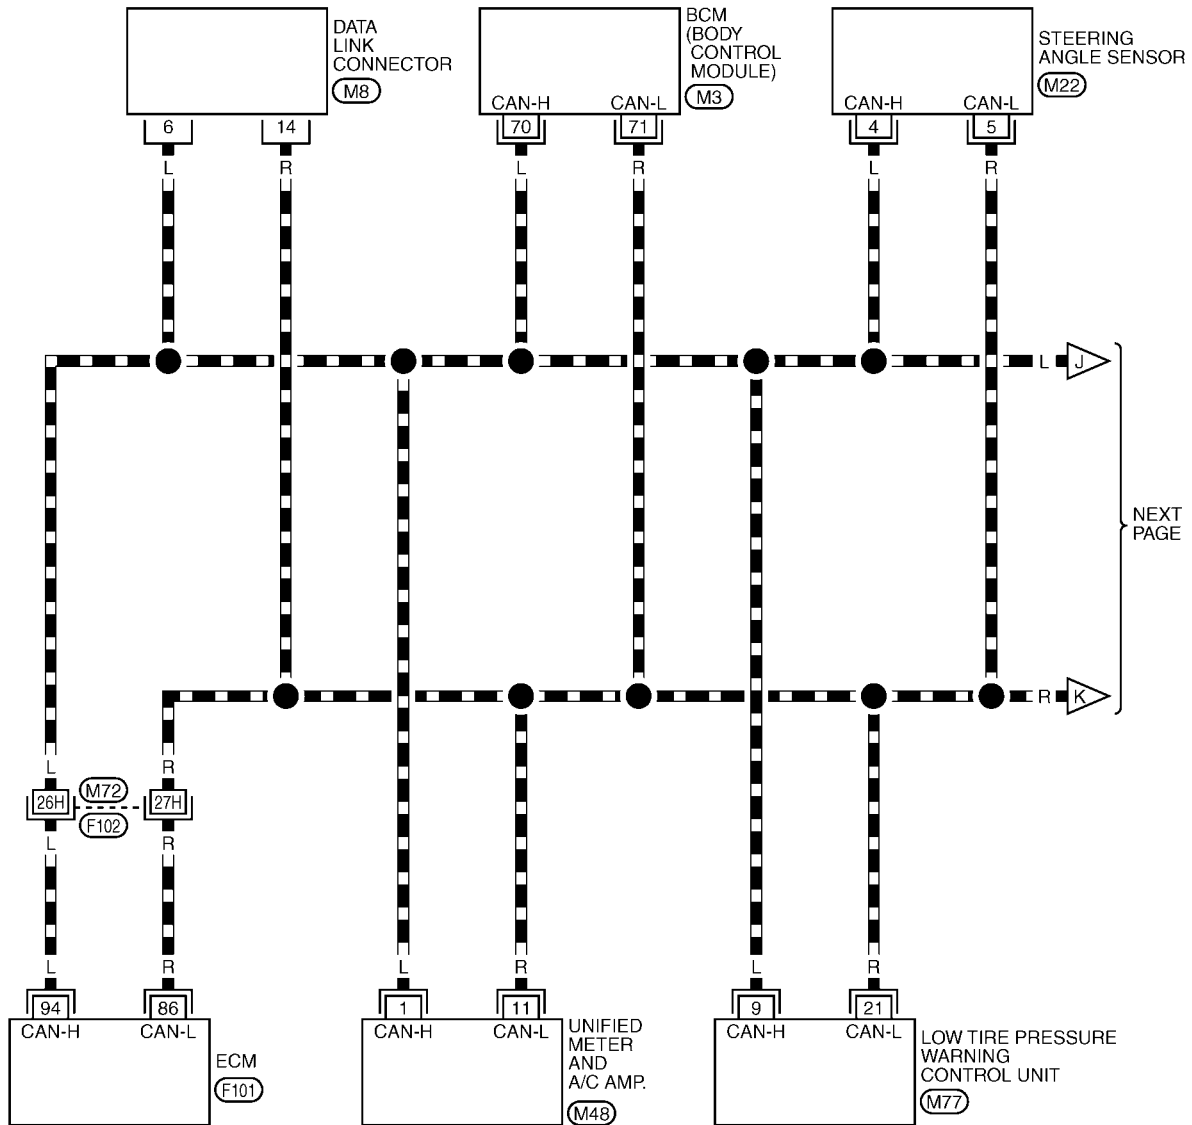 DATA
LINK
CONNECTOR
M8
BCM
(BODY
CONTROL
MODULE)
M3
STEERING
ANGLE SENSOR
M22
CAN-H
CAN-L
CAN-H
CAN-L
6
14
70
71
4
5
L
R
L
R
L
R
L
J
NEXT
PAGE
R
K
L
R
26H
M72
27H
F102
L
R
L
R
L
R
L
R
94
86
1
11
9
21
CAN-H
CAN-L
CAN-H
CAN-L
CAN-H
CAN-L
ECM
F101
UNIFIED
METER
AND
A/C AMP.
M48
LOW TIRE PRESSURE
WARNING
CONTROL UNIT
M77